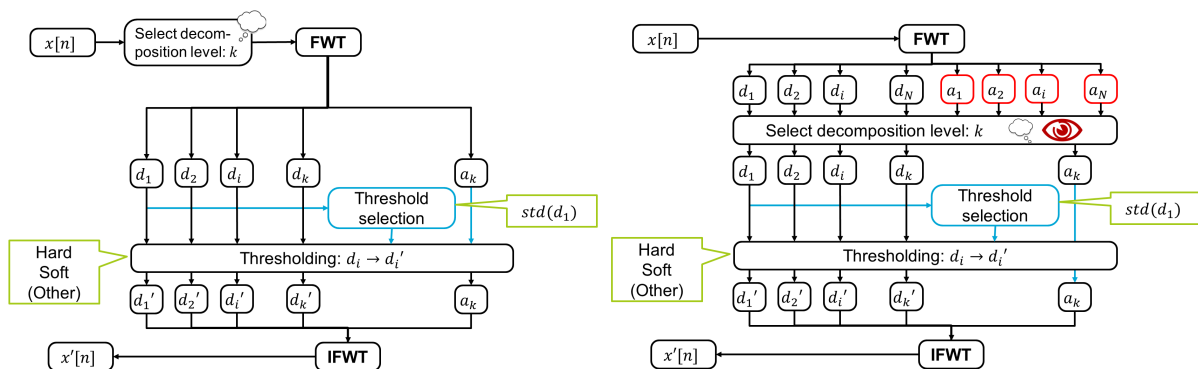 x[n]
Select decom-
position level: k
FWT
d₁ d₂ dᵢ dₖ aₖ
Threshold
selection
std(d₁)
Hard
Soft
(Other)
Thresholding: dᵢ → dᵢ′
d₁′ d₂′ dᵢ′ dₖ′ aₖ
x′[n]
IFWT
x[n]
FWT
d₁ d₂ dᵢ d_N a₁ a₂ aᵢ a_N
Select decomposition level: k
d₁ d₂ dᵢ dₖ aₖ
Threshold
selection
std(d₁)
Hard
Soft
(Other)
Thresholding: dᵢ → dᵢ′
d₁′ d₂′ dᵢ′ dₖ′ aₖ
x′[n]
IFWT